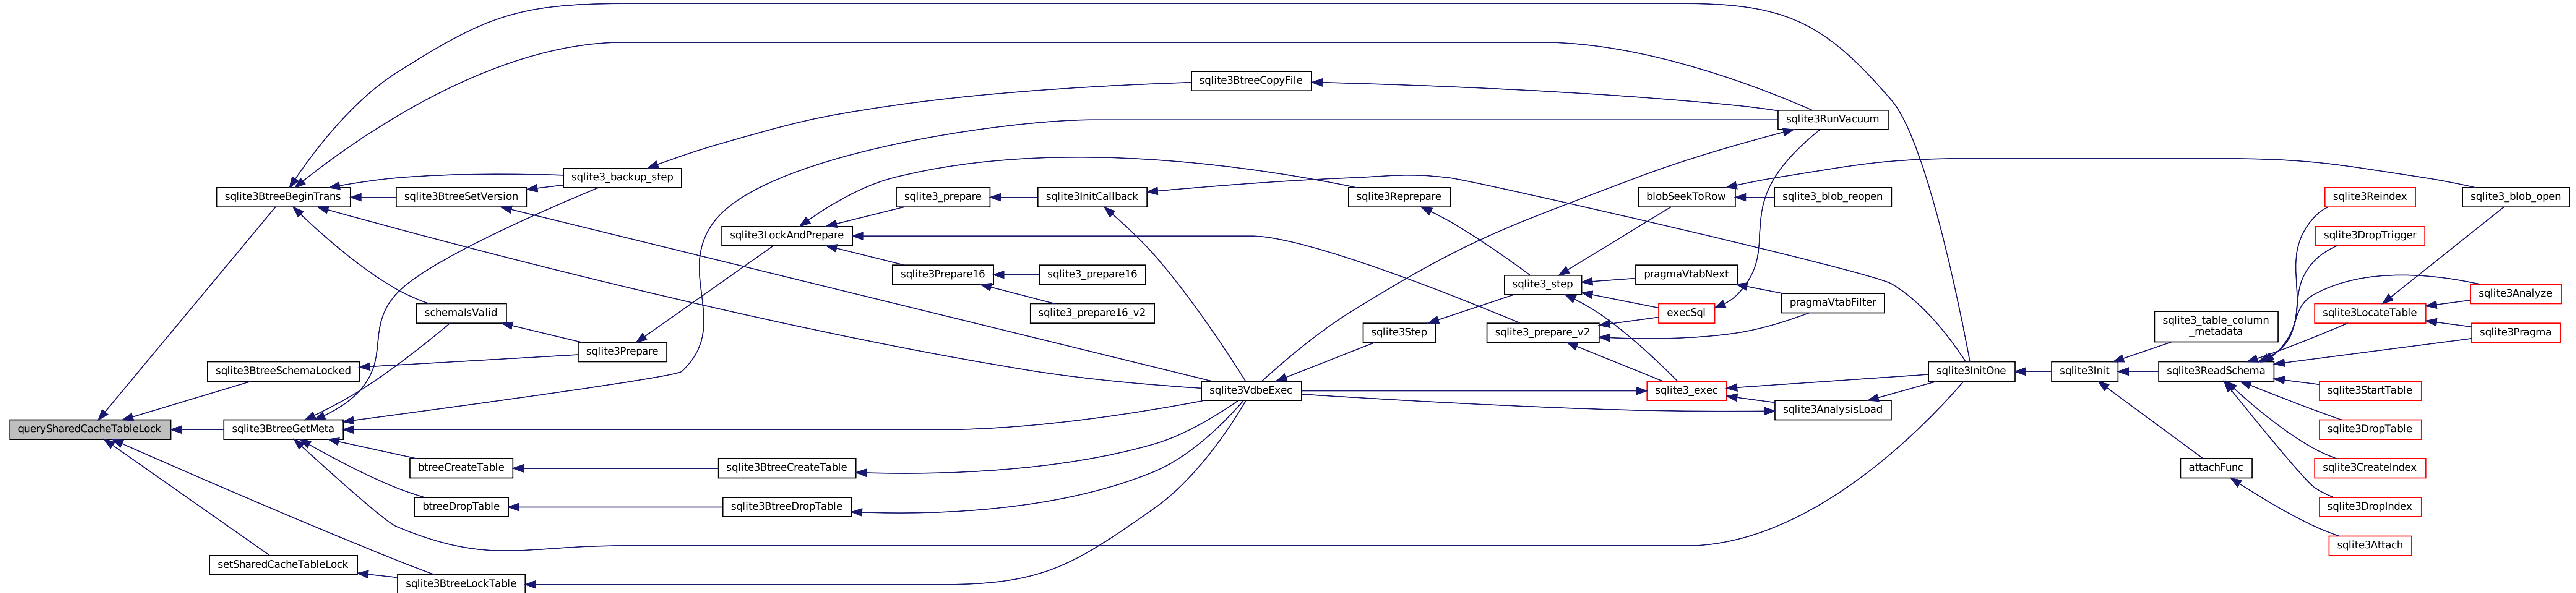 querySharedCacheTableLock
sqlite3BtreeBeginTrans
sqlite3BtreeSchemaLocked
sqlite3BtreeGetMeta
setSharedCacheTableLock
sqlite3BtreeSetVersion
schemaIsValid
btreeCreateTable
btreeDropTable
sqlite3BtreeLockTable
sqlite3_backup_step
sqlite3Prepare
sqlite3LockAndPrepare
sqlite3BtreeCreateTable
sqlite3BtreeDropTable
sqlite3_prepare
sqlite3Prepare16
sqlite3InitCallback
sqlite3_prepare16
sqlite3_prepare16_v2
sqlite3BtreeCopyFile
sqlite3VdbeExec
sqlite3Reprepare
sqlite3Step
sqlite3_step
sqlite3_prepare_v2
blobSeekToRow
pragmaVtabNext
execSql
sqlite3_exec
sqlite3RunVacuum
sqlite3_blob_reopen
pragmaVtabFilter
sqlite3AnalysisLoad
sqlite3InitOne
sqlite3Init
sqlite3_table_column
_metadata
sqlite3ReadSchema
attachFunc
sqlite3Reindex
sqlite3DropTrigger
sqlite3LocateTable
sqlite3StartTable
sqlite3DropTable
sqlite3CreateIndex
sqlite3DropIndex
sqlite3Attach
sqlite3_blob_open
sqlite3Analyze
sqlite3Pragma